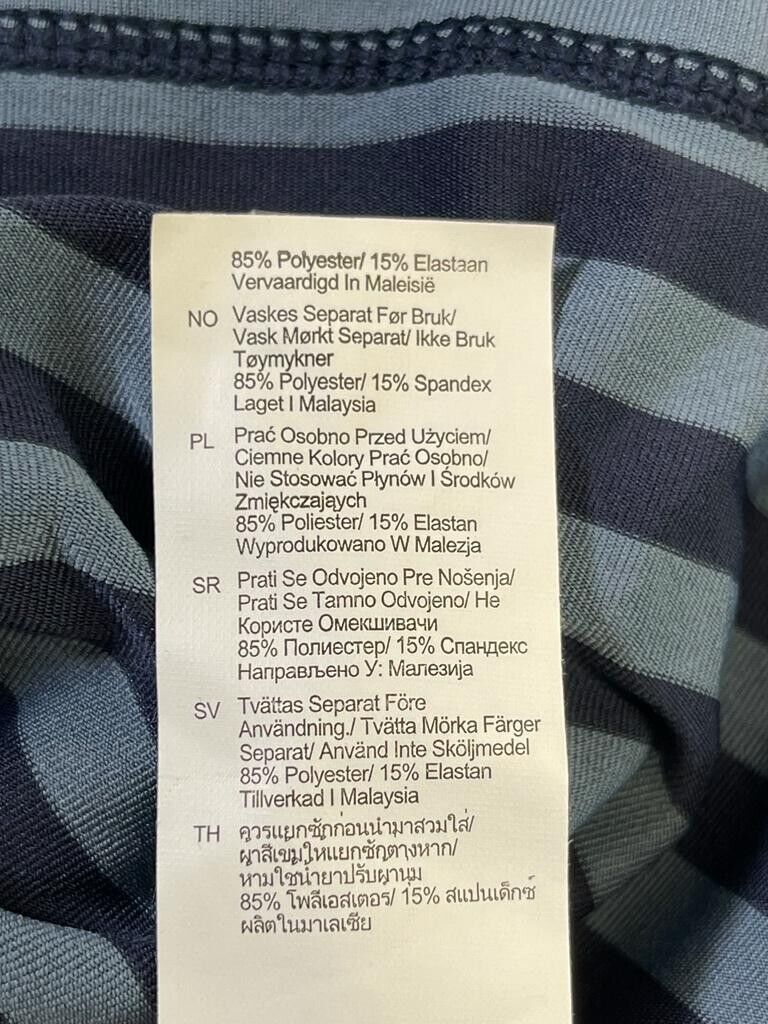 85% Polyester/ 15% Elastaan
Vervaardigd In Maleisië
NO Vaskes Separat Før Bruk/
Vask Mørkt Separat/ Ikke Bruk
Tøymykner
85% Polyester/ 15% Spandex
Laget I Malaysia
PL Prać Osobno Przed Użyciem/
Ciemne Kolory Prać Osobno/
Nie Stosować Płynów I Środków
Zmiękczająych
85% Poliester/ 15% Elastan
Wyprodukowano W Malezja
SR Prati Se Odvojeno Pre Nošenja/
Prati Se Tamno Odvojeno/ Не
Користе Омекшивачи
85% Полиестер/ 15% Спандекс
Направљено У: Малезија
SV Tvättas Separat Före
Användning./ Tvätta Mörka Färger
Separat/ Använd Inte Sköljmedel
85% Polyester/ 15% Elastan
Tillverkad I Malaysia
TH ควรแยกซักก่อนนำมาสวมใส่/
ผ้าสีเข้มให้แยกซักต่างหาก/
ห้ามใช้น้ำยาปรับผ้านุ่ม
85% โพลีเอสเตอร์/ 15% สแปนเด็กซ์
ผลิตในมาเลเซีย